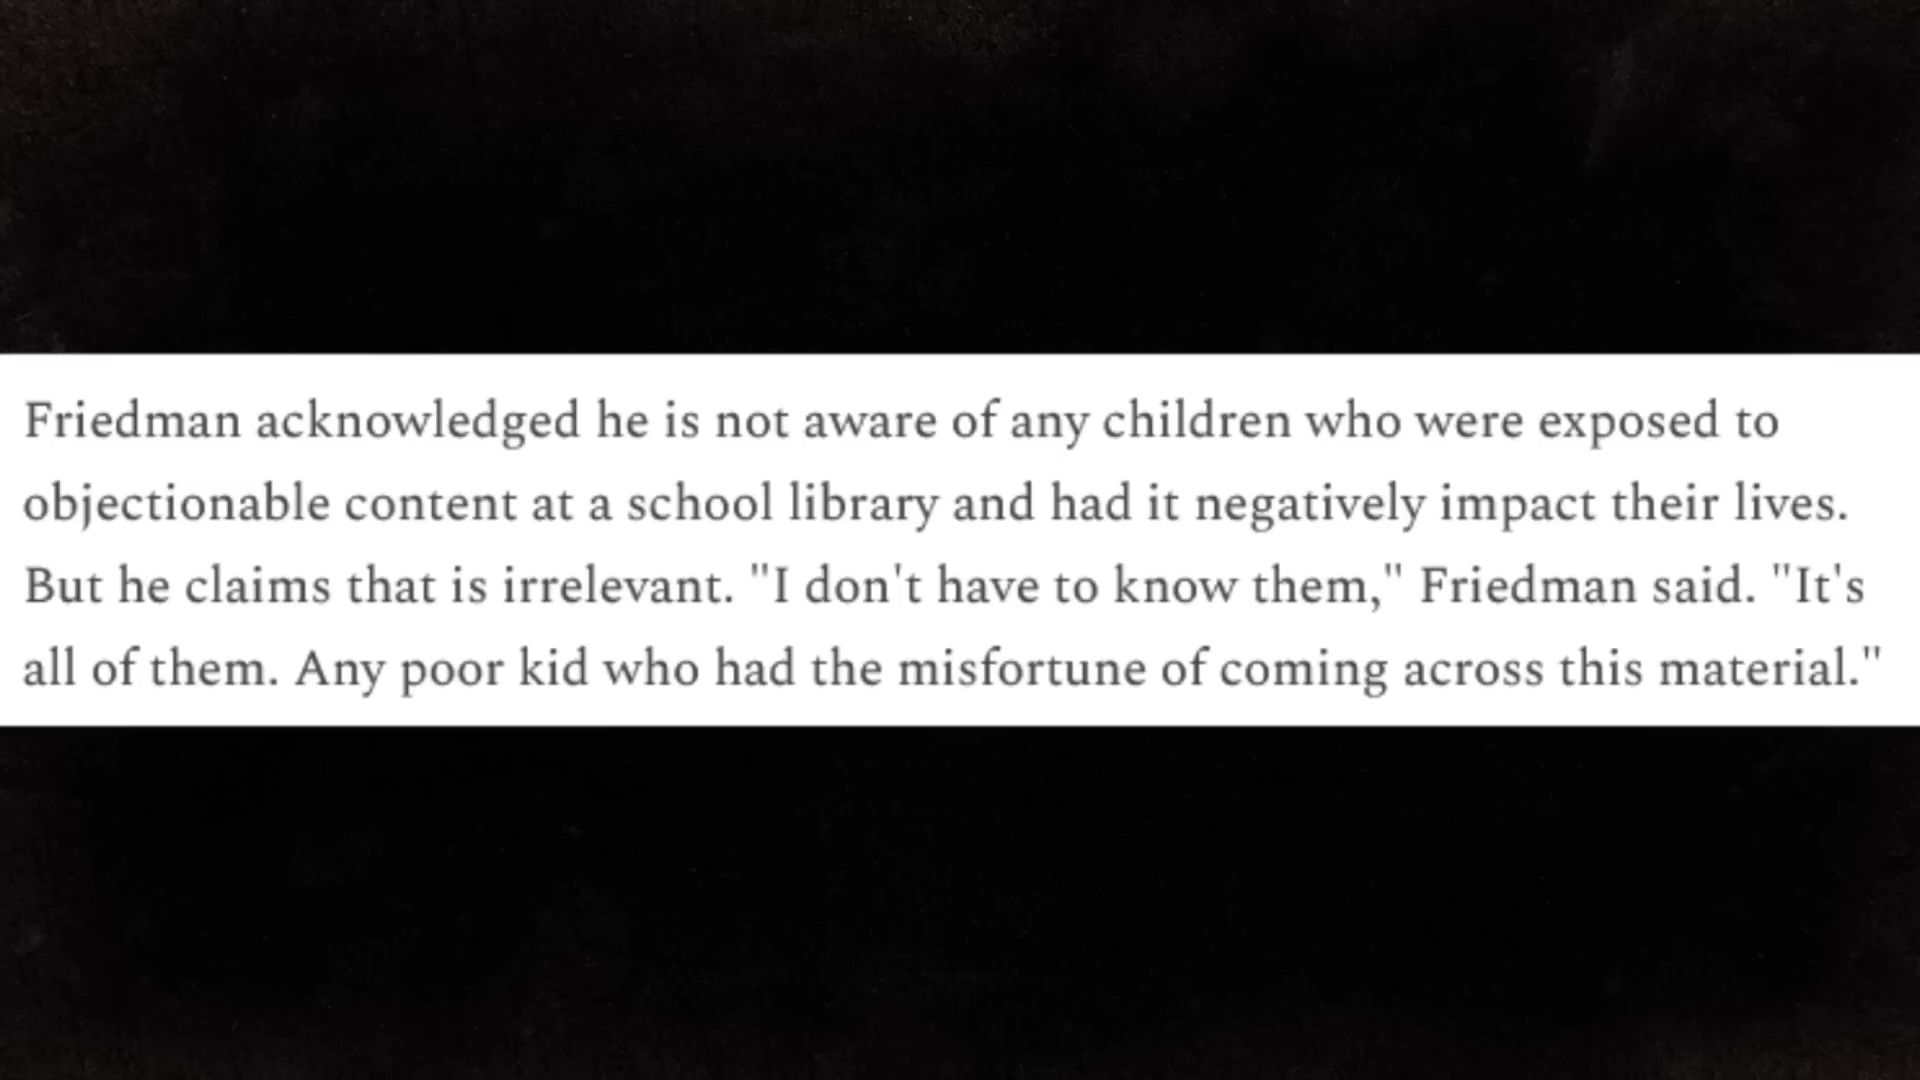 Friedman acknowledged he is not aware of any children who were exposed to
objectionable content at a school library and had it negatively impact their lives.
But he claims that is irrelevant. "I don't have to know them," Friedman said. "It's
all of them. Any poor kid who had the misfortune of coming across this material."